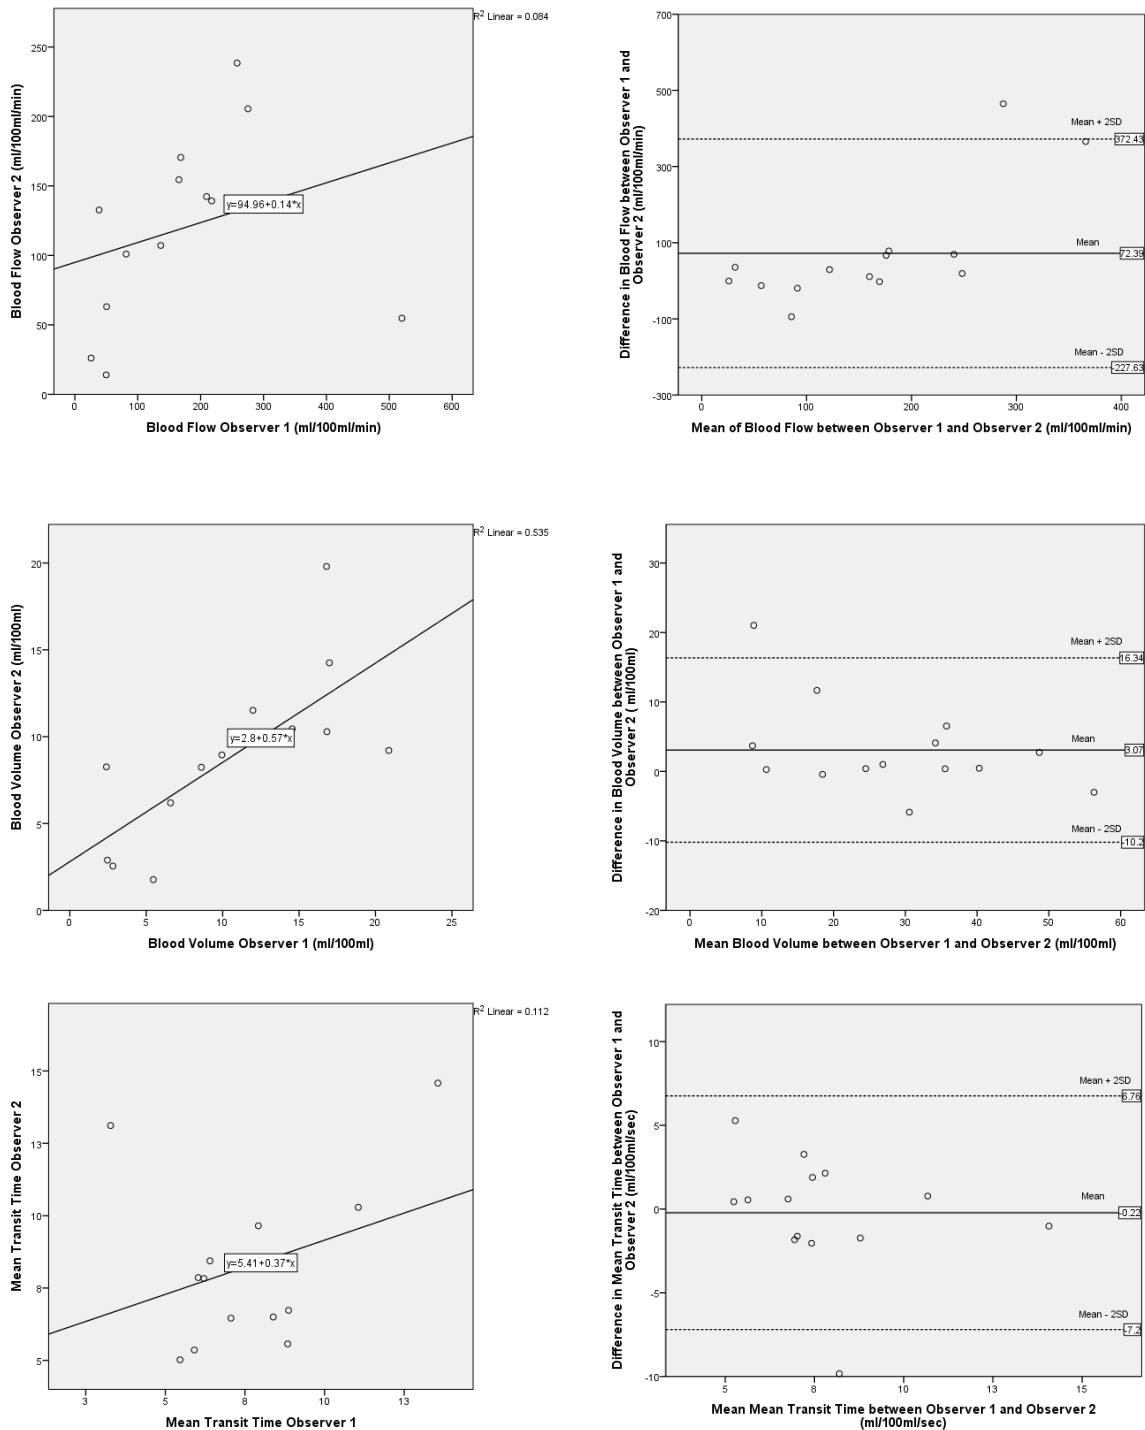 R² Linear = 0.084
250
200
150
100
50
0
0 100 200 300 400 500 600
Blood Flow Observer 2 (ml/100ml/min)
y=94.96+0.14*x
Blood Flow Observer 1 (ml/100ml/min)
700
500
300
100
-100
-300
0 100 200 300 400
Difference in Blood Flow between Observer 1 and
Observer 2 (ml/100ml/min)
Mean + 2SD
372.43
Mean
72.39
Mean - 2SD
-227.63
Mean of Blood Flow between Observer 1 and Observer 2 (ml/100ml/min)
R² Linear = 0.535
20
15
10
5
0
0 5 10 15 20 25
Blood Volume Observer 2 (ml/100ml)
y=2.8+0.57*x
Blood Volume Observer 1 (ml/100ml)
30
20
10
0
-10
-20
0 10 20 30 40 50 60
Difference in Blood Volume between Observer 1 and
Observer 2 ( ml/100ml)
Mean + 2SD
16.34
Mean
3.07
Mean - 2SD
-10.2
Mean Blood Volume between Observer 1 and Observer 2 (ml/100ml)
R² Linear = 0.112
15
13
10
8
5
3 5 8 10 13
Mean Transit Time Observer 2
y=5.41+0.37*x
Mean Transit Time Observer 1
10
5
0
-5
-10
5 8 10 13 15
Difference in Mean Transit Time between Observer 1 and
Observer 2 (ml/100ml/sec)
Mean + 2SD
6.76
Mean
-0.22
Mean - 2SD
-7.2
Mean Mean Transit Time between Observer 1 and Observer 2
(ml/100ml/sec)